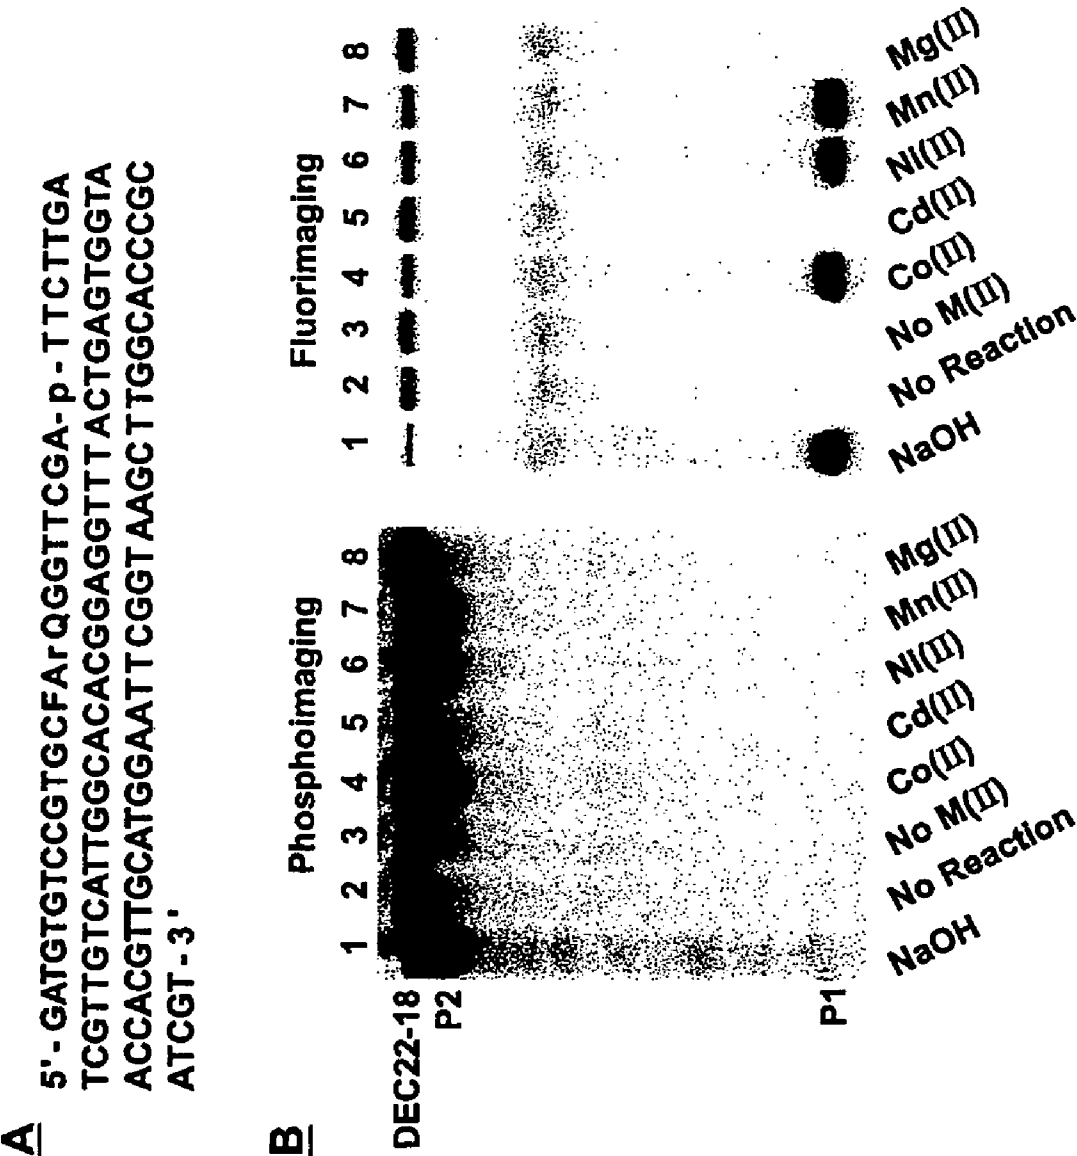 A
5'-GATGTGTCCGTGCFArQGGTTCGA-p-TTCTTGA
TCGTTGTCATTGGCACACGGAGGTTTACTGAGTGGTA
ACCACGTTGCATGGAATTCGGTAAGCTTGGCACCCGC
ATCGT-3'
B
Phosphoimaging Fluorimaging
1 2 3 4 5 6 7 8 1 2 3 4 5 6 7 8
DEC22-18
P2
P1
NaOH No Reaction No M(II) Co(II) Cd(II) Ni(II) Mn(II) Mg(II) NaOH No Reaction No M(II) Co(II) Cd(II) Ni(II) Mn(II) Mg(II)